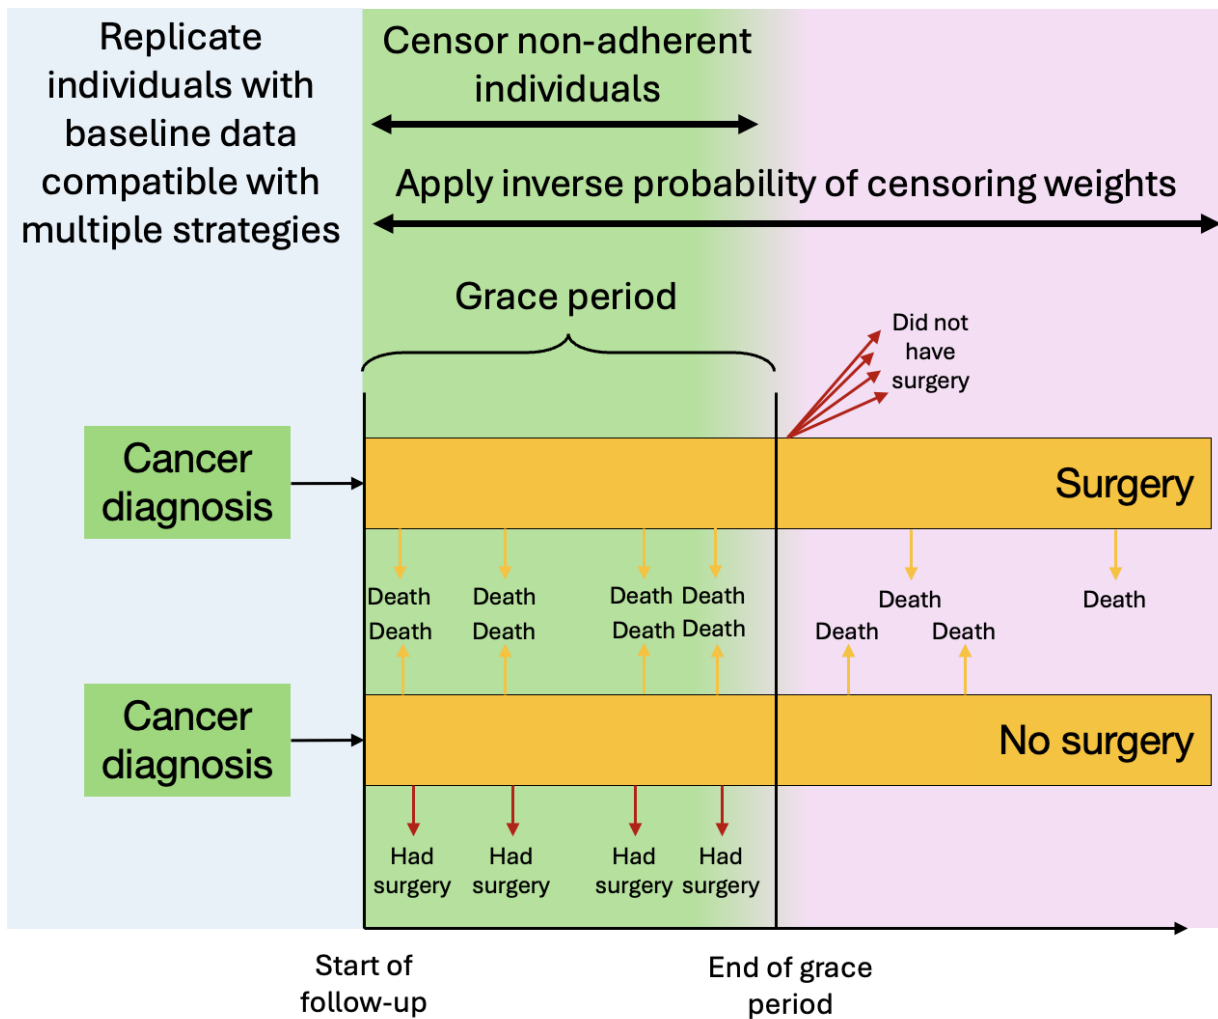 Replicate
individuals with
baseline data
compatible with
multiple strategies
Censor non-adherent
individuals
Apply inverse probability of censoring weights
Grace period
Did not
have
surgery
Cancer
diagnosis
Surgery
Death
Death
Death
Death
Death
Death
Death
Death
Death
Death
Death
Death
Cancer
diagnosis
No surgery
Had
surgery
Had
surgery
Had
surgery
Had
surgery
Start of
follow-up
End of grace
period